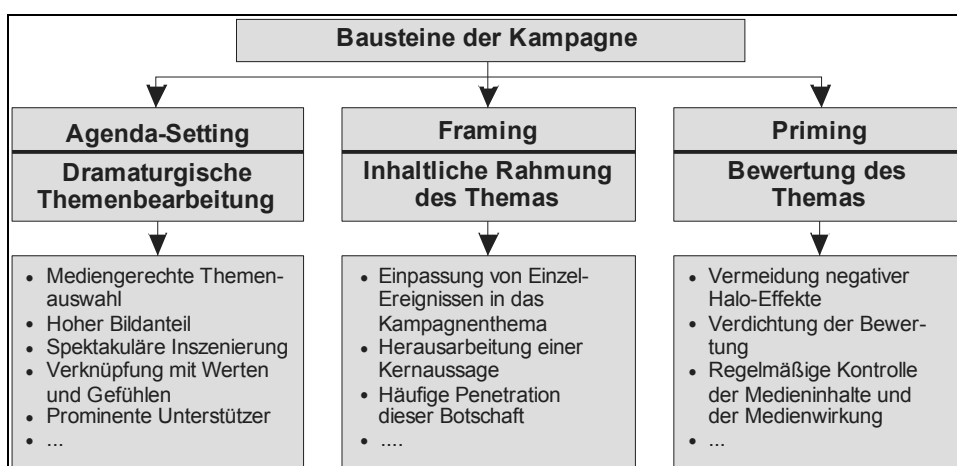 Bausteine der Kampagne
Agenda-Setting
Dramaturgische
Themenbearbeitung
• Mediengerechte Themen-
auswahl
• Hoher Bildanteil
• Spektakuläre Inszenierung
• Verknüpfung mit Werten
und Gefühlen
• Prominente Unterstützer
• ...
Framing
Inhaltliche Rahmung
des Themas
• Einpassung von Einzel-
Ereignissen in das
Kampagnenthema
• Herausarbeitung einer
Kernaussage
• Häufige Penetration
dieser Botschaft
• ....
Priming
Bewertung des
Themas
• Vermeidung negativer
Halo-Effekte
• Verdichtung der Bewer-
tung
• Regelmäßige Kontrolle
der Medieninhalte und
der Medienwirkung
• ...